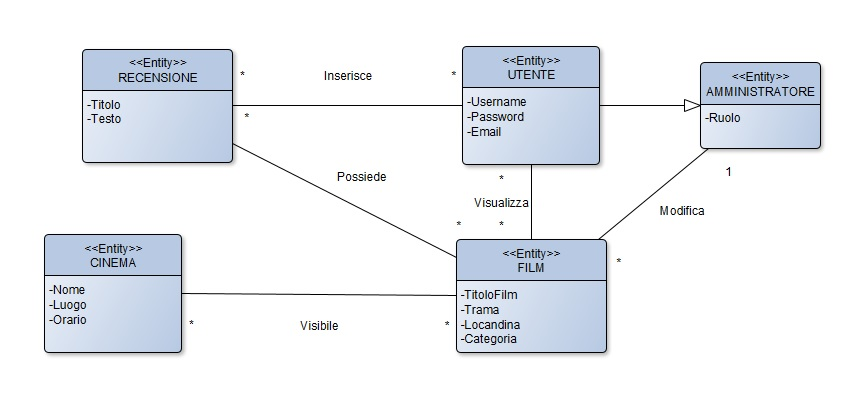 <<Entity>>
RECENSIONE
-Titolo
-Testo
*
Inserisce
*
*
<<Entity>>
UTENTE
-Username
-Password
-Email
<<Entity>>
AMMINISTRATORE
-Ruolo
Possiede
*
*
Visualizza
*
1
Modifica
*
<<Entity>>
CINEMA
-Nome
-Luogo
-Orario
*
Visibile
*
<<Entity>>
FILM
-TitoloFilm
-Trama
-Locandina
-Categoria